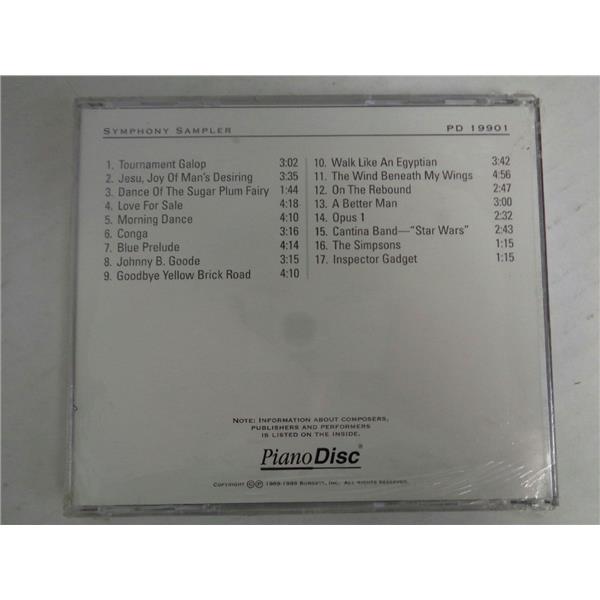 SYMPHONY SAMPLER
PD 19901
1. Tournament Galop 3:02
2. Jesu, Joy Of Man's Desiring 3:35
3. Dance Of The Sugar Plum Fairy 1:44
4. Love For Sale 4:18
5. Morning Dance 4:10
6. Conga 3:16
7. Blue Prelude 4:14
8. Johnny B. Goode 3:15
9. Goodbye Yellow Brick Road 4:10
10. Walk Like An Egyptian 3:42
11. The Wind Beneath My Wings 4:56
12. On The Rebound 2:47
13. A Better Man 3:00
14. Opus 1 2:32
15. Cantina Band—"Star Wars" 2:43
16. The Simpsons 1:15
17. Inspector Gadget 1:15
NOTE: INFORMATION ABOUT COMPOSERS,
PUBLISHERS AND PERFORMERS
IS LISTED ON THE INSIDE.
PianoDisc®
COPYRIGHT © ℗ 1989-1999 BURGETT, INC. ALL RIGHTS